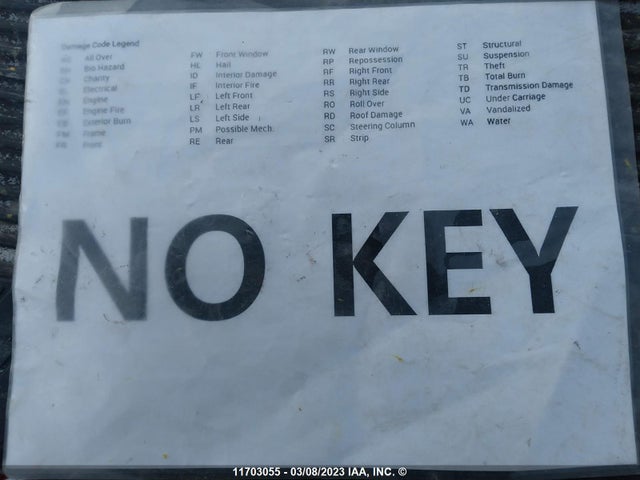 Damage Code Legend
AO All Over
BH Bio Hazard
CH Charity
EL Electrical
EN Engine
EF Engine Fire
EB Exterior Burn
FM Frame
FR Front
FW Front Window
HL Hail
ID Interior Damage
IF Interior Fire
LF Left Front
LR Left Rear
LS Left Side
PM Possible Mech.
RE Rear
RW Rear Window
RP Repossession
RF Right Front
RR Right Rear
RS Right Side
RO Roll Over
RD Roof Damage
SC Steering Column
SR Strip
ST Structural
SU Suspension
TR Theft
TB Total Burn
TD Transmission Damage
UC Under Carriage
VA Vandalized
WA Water
NO KEY
11703055 - 03/08/2023 IAA, INC. ©